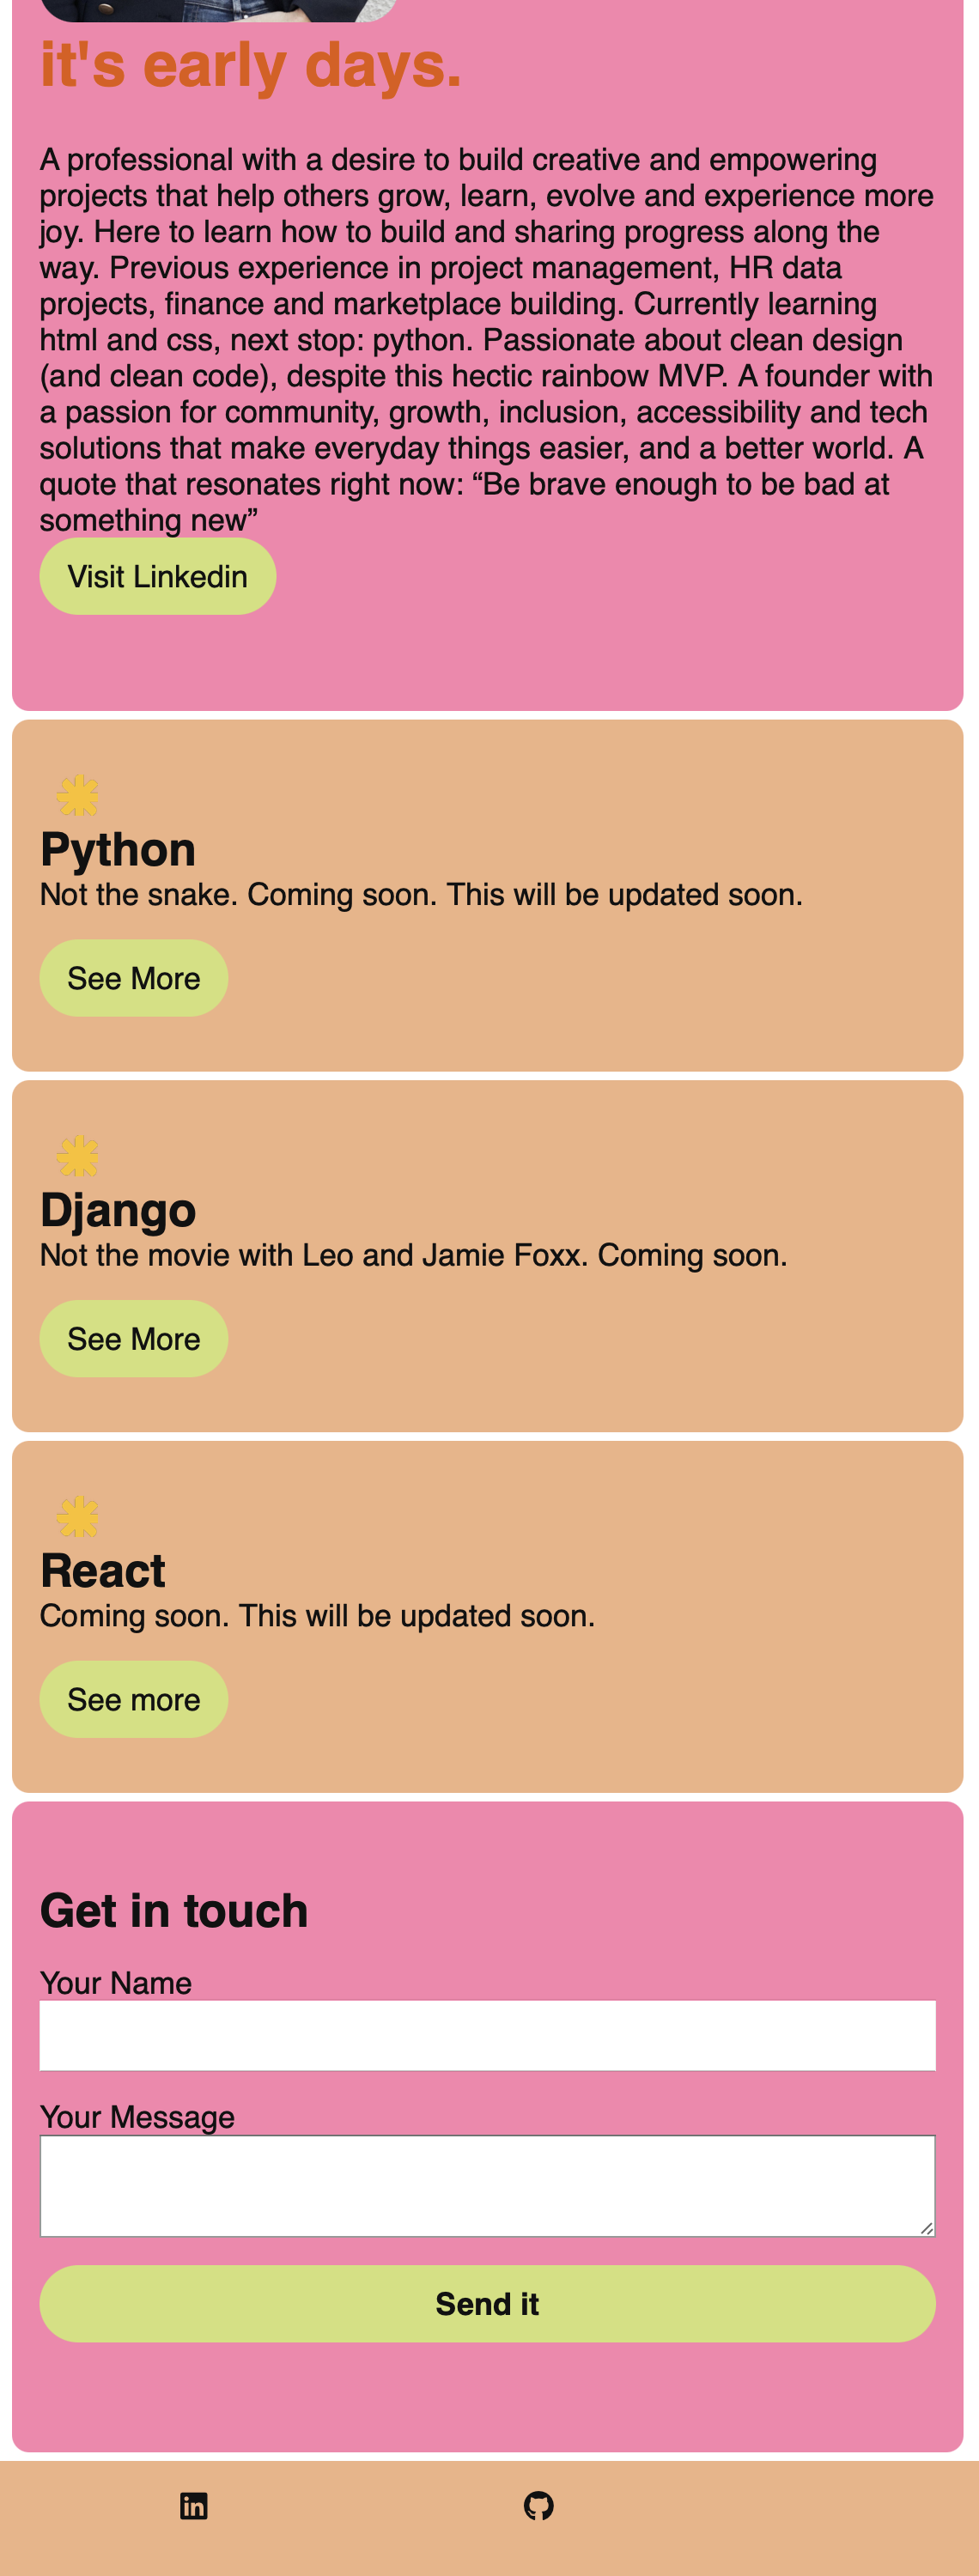 it's early days.
A professional with a desire to build creative and empowering
projects that help others grow, learn, evolve and experience more
joy. Here to learn how to build and sharing progress along the
way. Previous experience in project management, HR data
projects, finance and marketplace building. Currently learning
html and css, next stop: python. Passionate about clean design
(and clean code), despite this hectic rainbow MVP. A founder with
a passion for community, growth, inclusion, accessibility and tech
solutions that make everyday things easier, and a better world. A
quote that resonates right now: “Be brave enough to be bad at
something new”
Visit Linkedin
Python
Not the snake. Coming soon. This will be updated soon.
See More
Django
Not the movie with Leo and Jamie Foxx. Coming soon.
See More
React
Coming soon. This will be updated soon.
See more
Get in touch
Your Name
Your Message
Send it
in